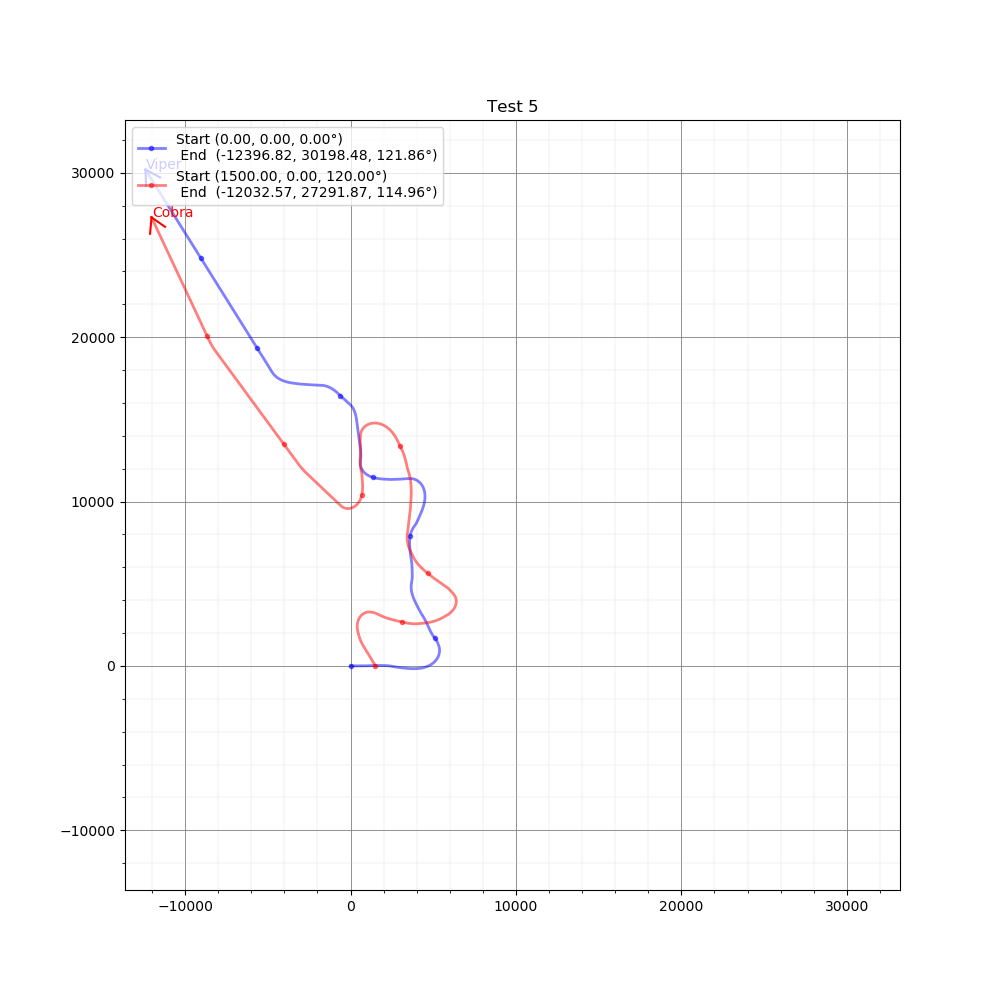 Test 5
Start (0.00, 0.00, 0.00°)
End (-12396.82, 30198.48, 121.86°)
Start (1500.00, 0.00, 120.00°)
End (-12032.57, 27291.87, 114.96°)
Viper
Cobra
30000
20000
10000
0
−10000
−10000
0
10000
20000
30000